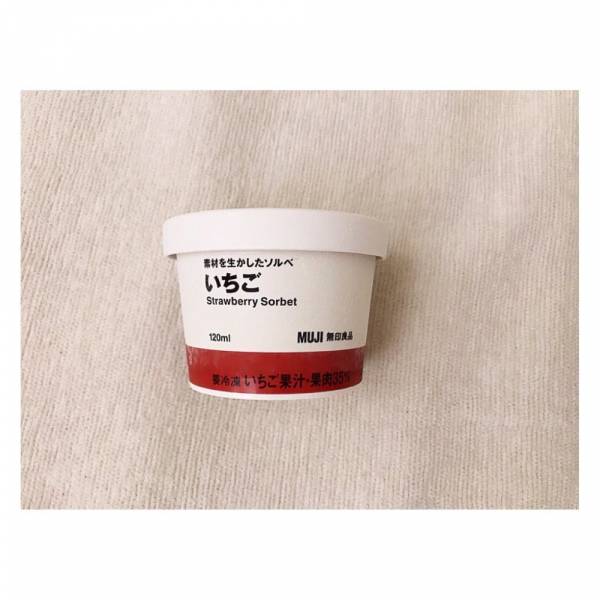 素材を生かしたソルベ
いちご
Strawberry Sorbet
120ml
MUJI 無印良品
要冷凍 いちご果汁・果肉35%